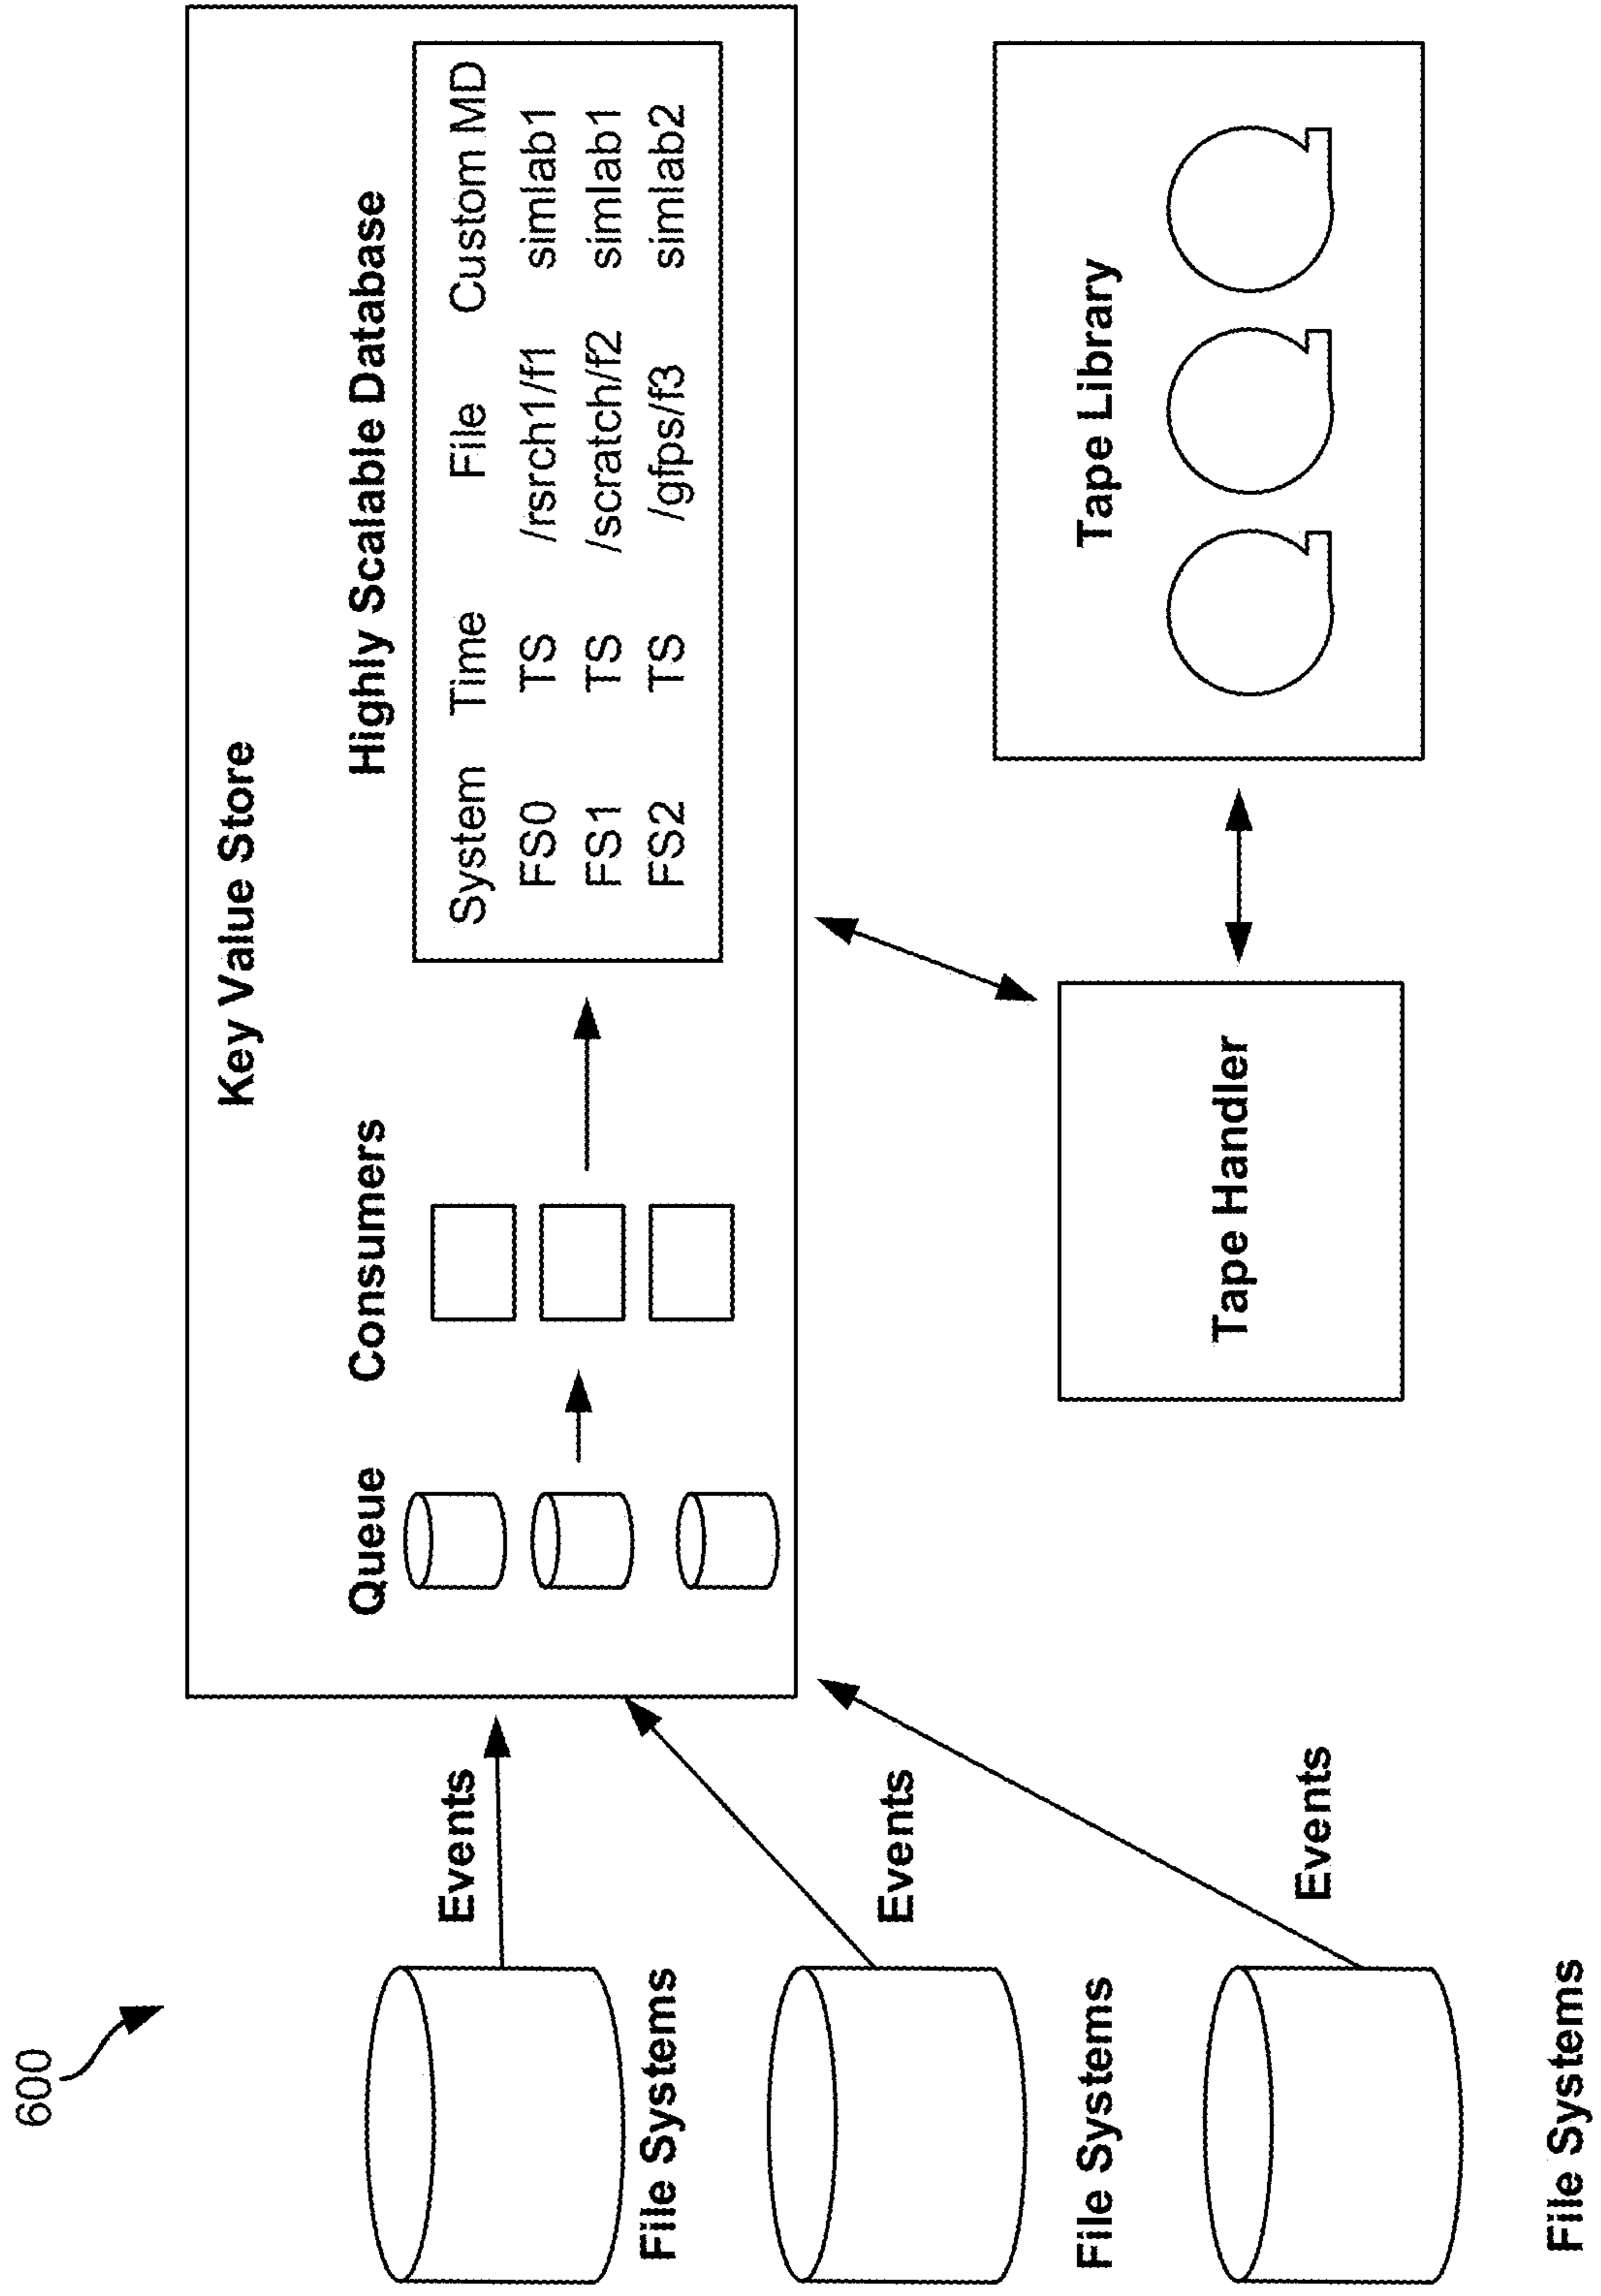 600
Key Value Store
Queue
Consumers
Highly Scalable Database
System Time File Custom MD
FS0 TS /rsrch1/f1 simlab1
FS1 TS /scratch/f2 simlab1
FS2 TS /gfps/f3 simlab2
Events
File Systems
Events
File Systems
Events
File Systems
Tape Handler
Tape Library